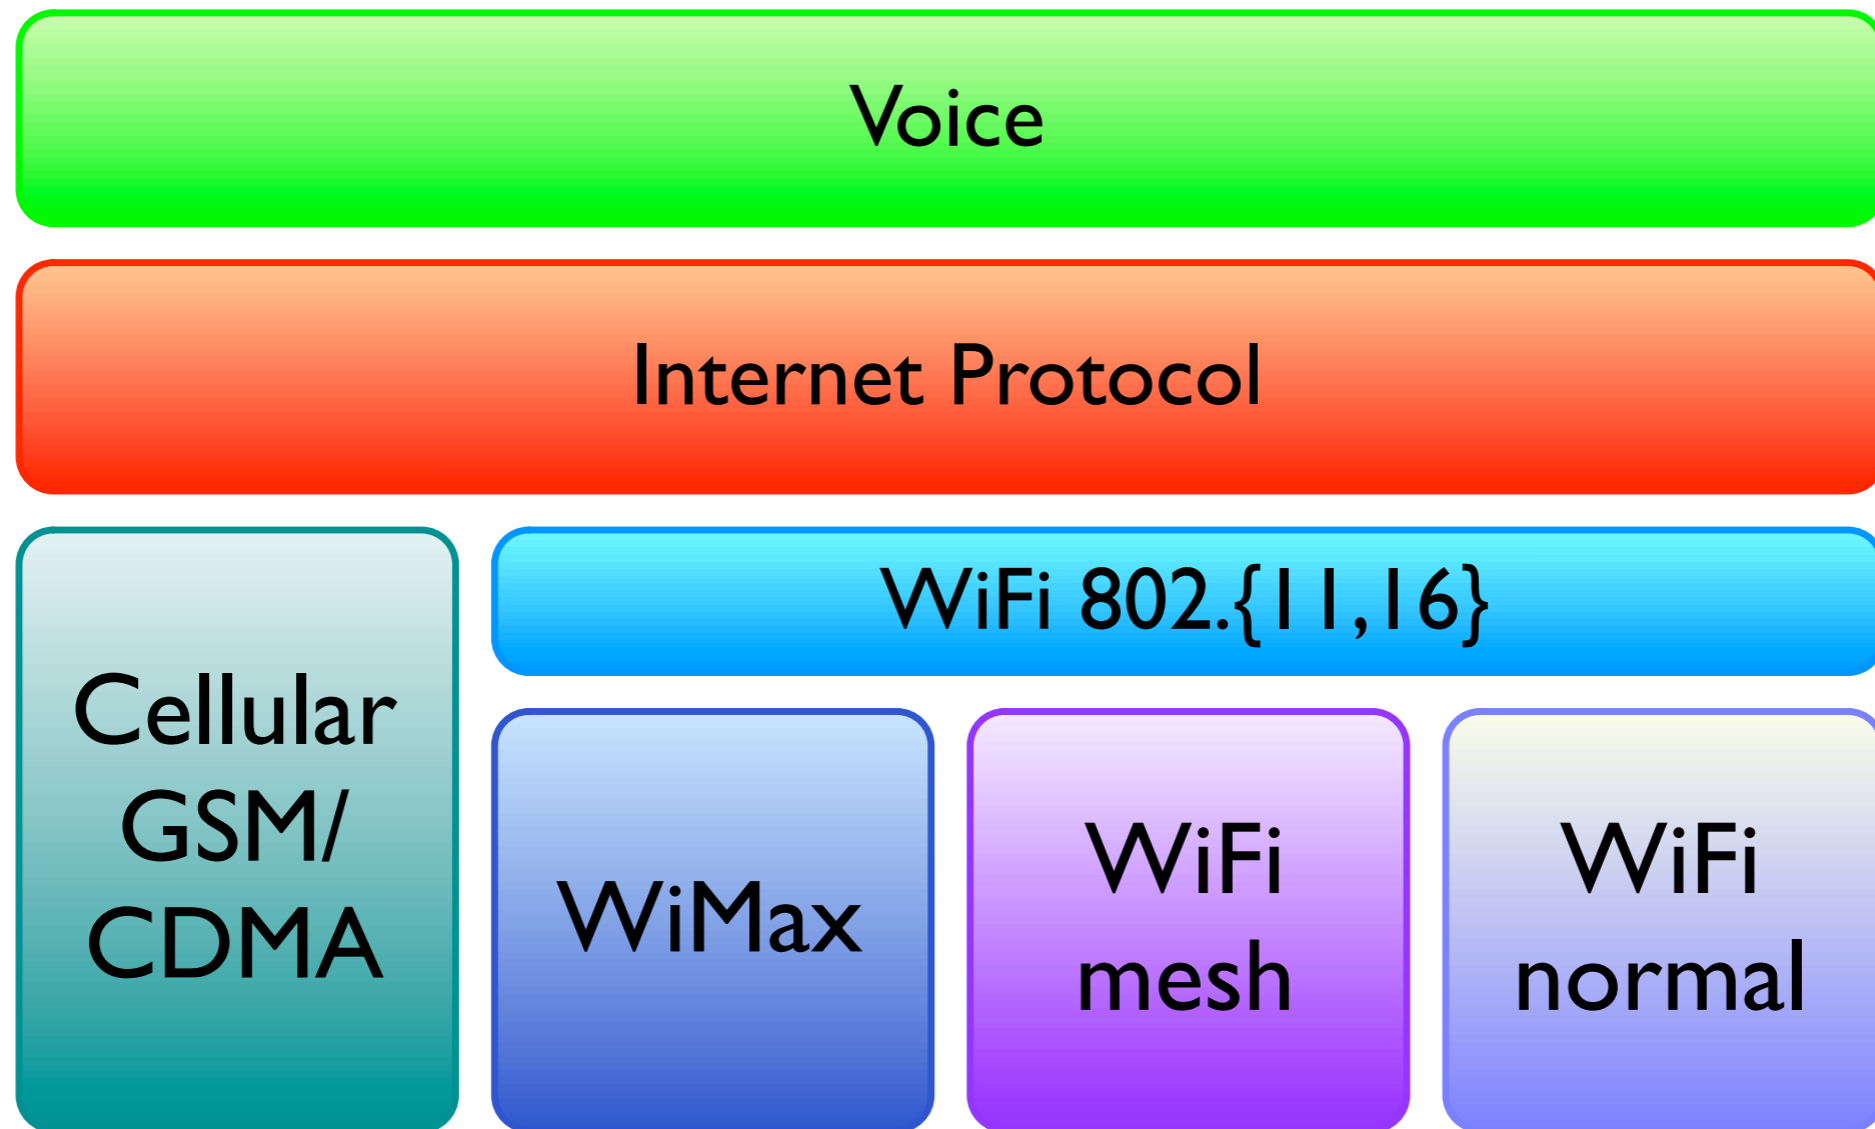 Voice
Internet Protocol
WiFi 802.{11,16}
Cellular
GSM/
CDMA
WiMax
WiFi
mesh
WiFi
normal